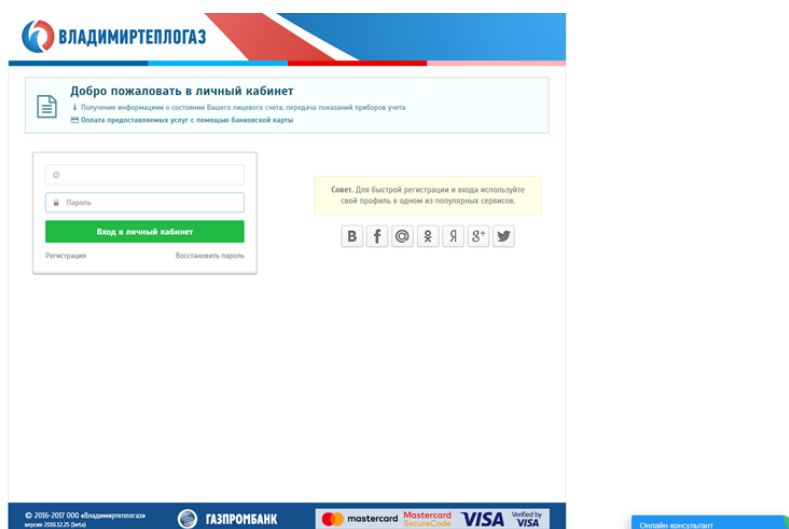 ВЛАДИМИРТЕПЛОГАЗ
Добро пожаловать в личный кабинет
Получение информациии о состоянии Вашего лицевого счета, передача показаний приборов учета
Оплата предоставляемых услуг с помощью банковской карты
@
Пароль
Вход в личный кабинет
Регистрация Восстановить пароль
Совет. Для быстрой регистрации и входа используйте
свой профиль в одном из популярных сервисов.
В f @ Я g+
© 2016-2017 ООО «Владимиртеплогаз»
версия 2016.12.25 (beta)
ГАЗПРОМБАНК
mastercard
Mastercard
SecureCode
VISA
Verified by
VISA
Онлайн-консультант